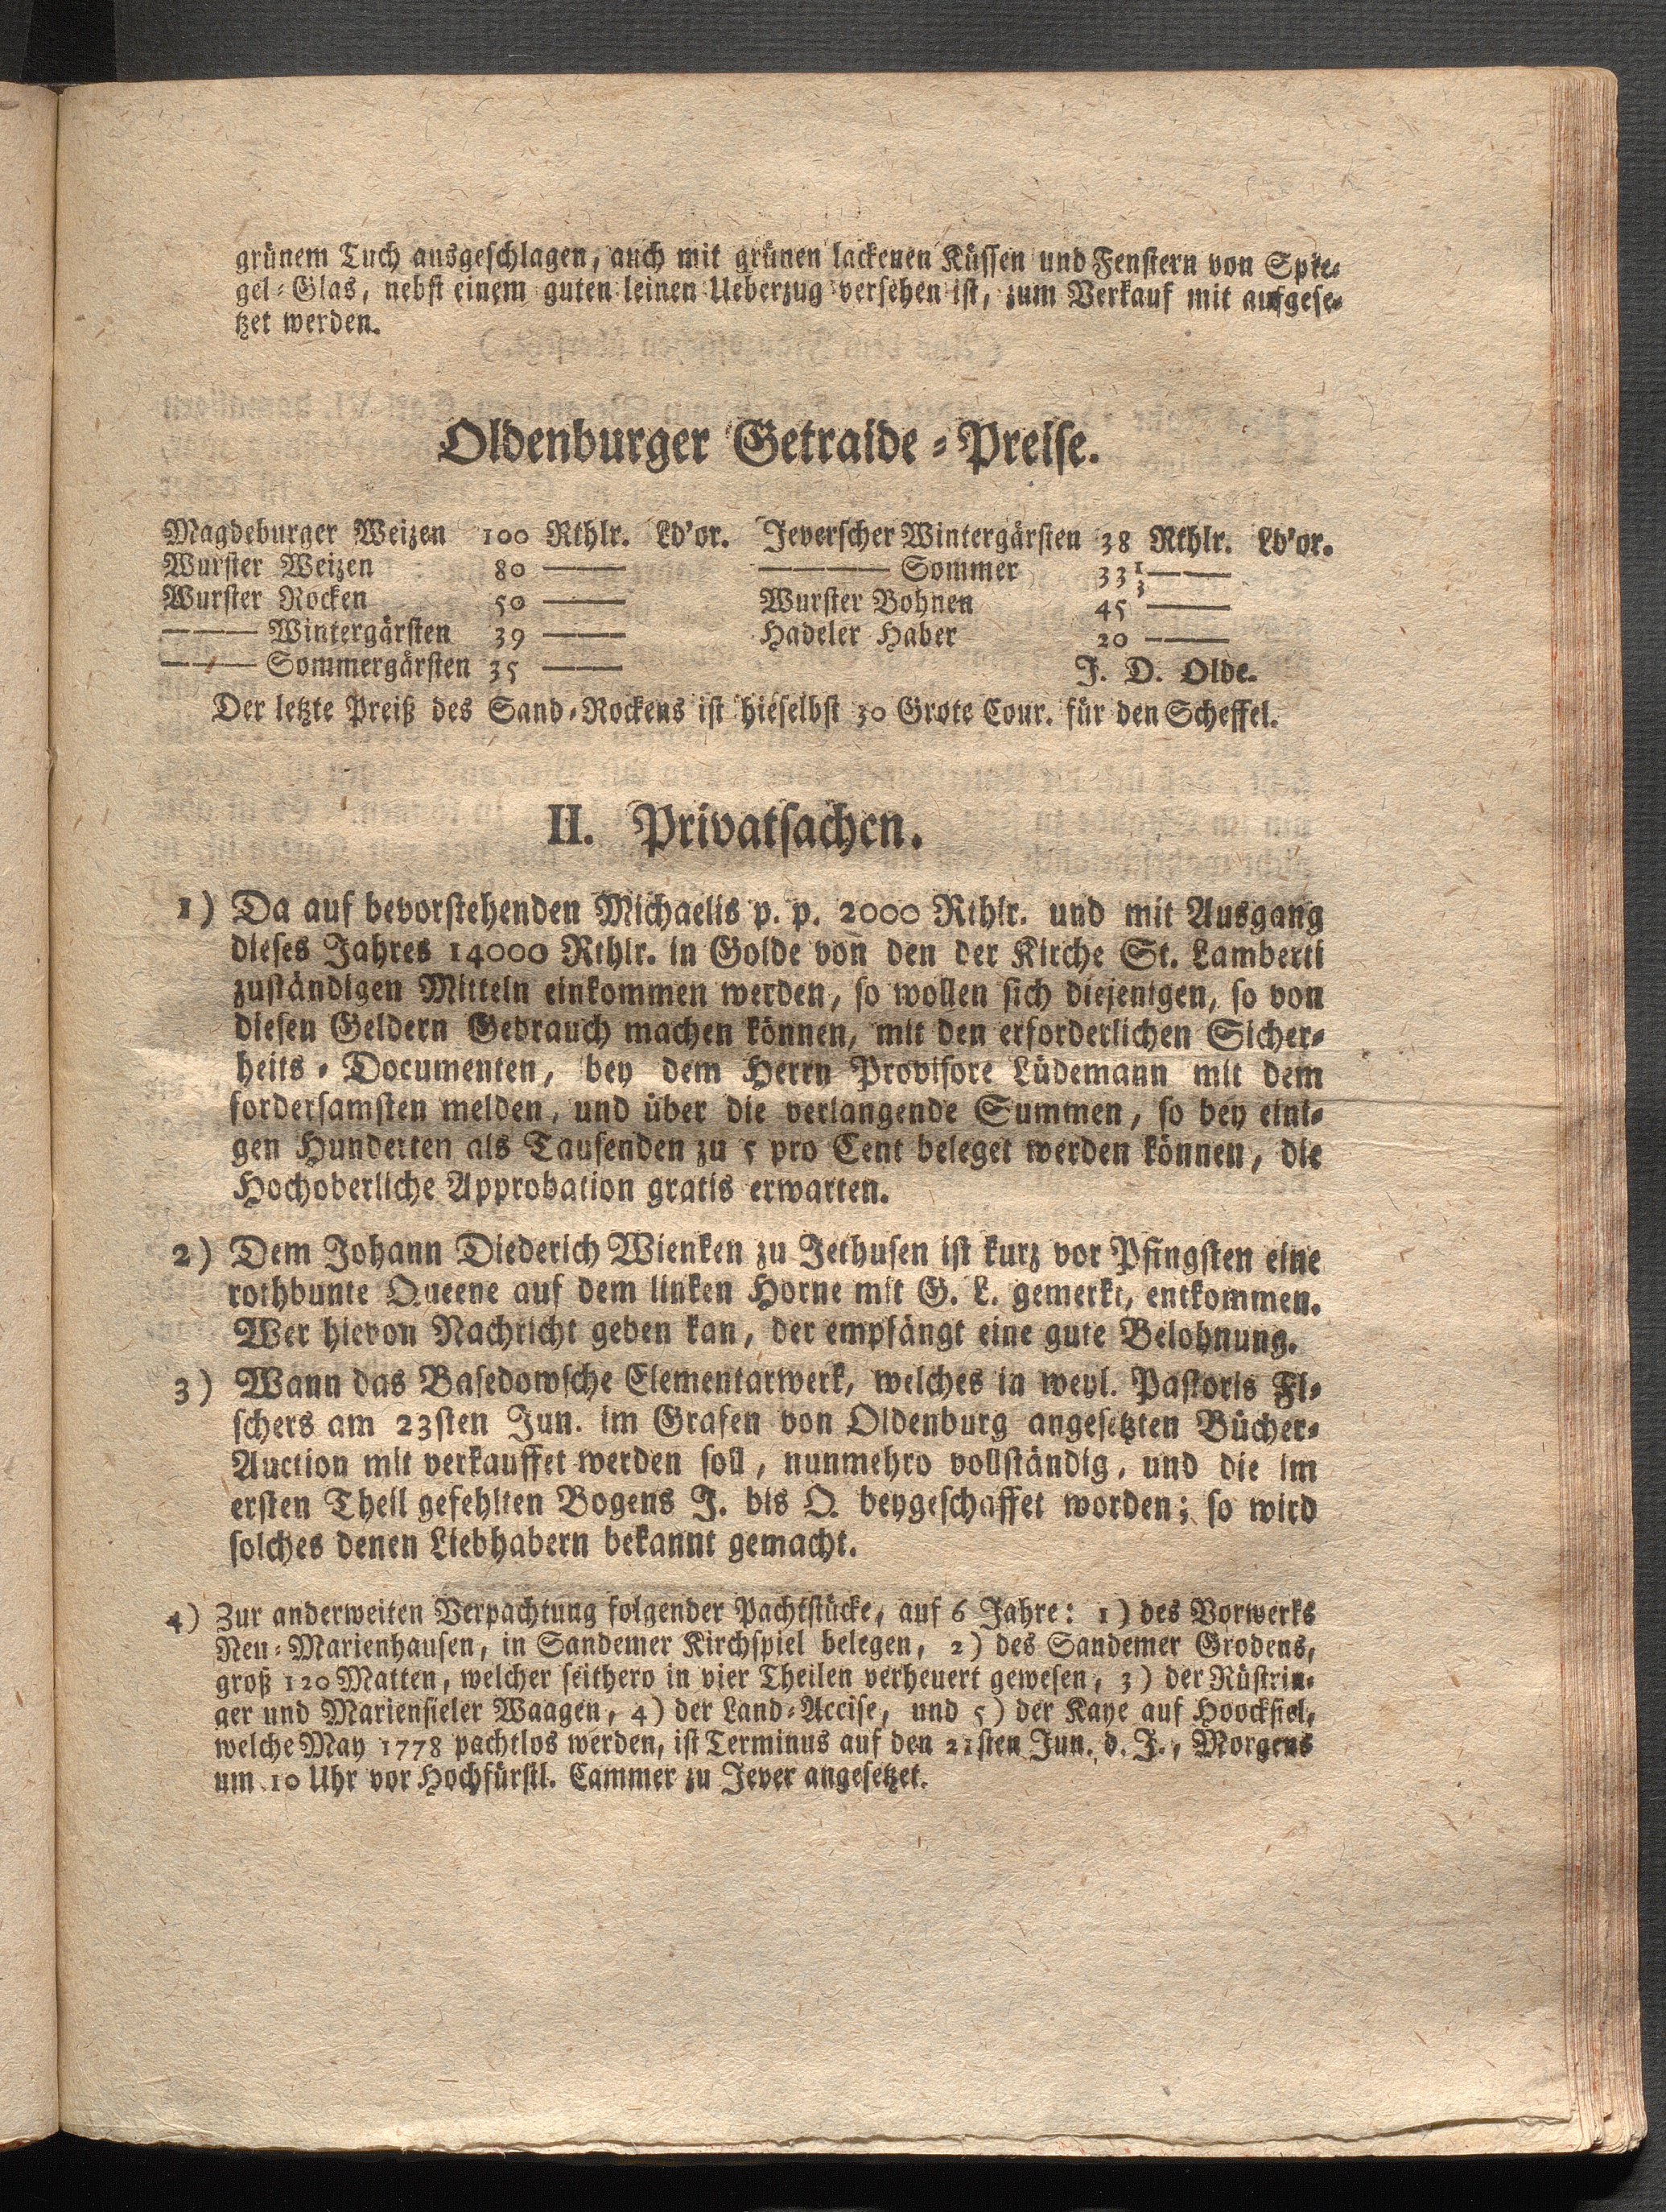 grünem Tuch ausgeschlagen, auch mit grünen lackenen Küssen und Fenstern von Spie-
gel-Glas, nebst einem guten leinen Ueberzug versehen ist, zum Verkauf mit aufgese-
tzet werden.
Oldenburger Getraide-Preise.
Magdeburger Weizen 100 Rthlr. Ld'or. Jeverscher Wintergärsten 38 Rthlr. Ld'or.
Wurster Weizen 80 —— ———— Sommer 33 1/3 ——
Wurster Rocken 50 —— Wurster Bohnen 45 ——
——— Wintergärsten 39 —— Hadeler Haber 20 ——
——— Sommergärsten 35 —— J. D. Olde.
Der letzte Preiß des Sand-Rockens ist hieselbst 30 Grote Cour. für den Scheffel.
II. Privatsachen.
1) Da auf bevorstehenden Michaelis p. p. 2000 Rthlr. und mit Ausgang
dieses Jahres 14000 Rthlr. in Golde von den der Kirche St. Lamberti
zuständigen Mitteln einkommen werden, so wollen sich diejenigen, so von
diesen Geldern Gebrauch machen können, mit den erforderlichen Sicher-
heits-Documenten, bey dem Herrn Provisore Lüdemann mit dem
fordersamsten melden, und über die verlangende Summen, so bey eini-
gen Hunderten als Tausenden zu 5 pro Cent beleget werden können, die
Hochoberliche Approbation gratis erwarten.
2) Dem Johann Diederich Wienken zu Jethusen ist kurz vor Pfingsten eine
rothbunte Queene auf dem linken Horne mit G. L. gemerkt, entkommen.
Wer hievon Nachricht geben kan, der empfängt eine gute Belohnung.
3) Wann das Basedowsche Elementarwerk, welches in weyl. Pastoris Fi-
schers am 23sten Jun. im Grafen von Oldenburg angesetzten Bücher-
Auction mit verkauffet werden soll, nunmehro vollständig, und die im
ersten Theil gefehlten Bogens J. bis O. beygeschaffet worden; so wird
solches denen Liebhabern bekannt gemacht.
4) Zur anderweiten Verpachtung folgender Pachtstücke, auf 6 Jahre: 1) des Vorwerks
Neu-Marienhausen, in Sandemer Kirchspiel belegen, 2) des Sandemer Grodens,
groß 120 Matten, welcher seithero in vier Theilen verheuert gewesen, 3) der Rüstrin-
ger und Mariensieler Waagen, 4) der Land-Accise, und 5) der Kaye auf Hoocksiel,
welche May 1778 pachtlos werden, ist Terminus auf den 21sten Jun. d. J., Morgens
um 10 Uhr vor Hochfürstl. Cammer zu Jever angesetzet.